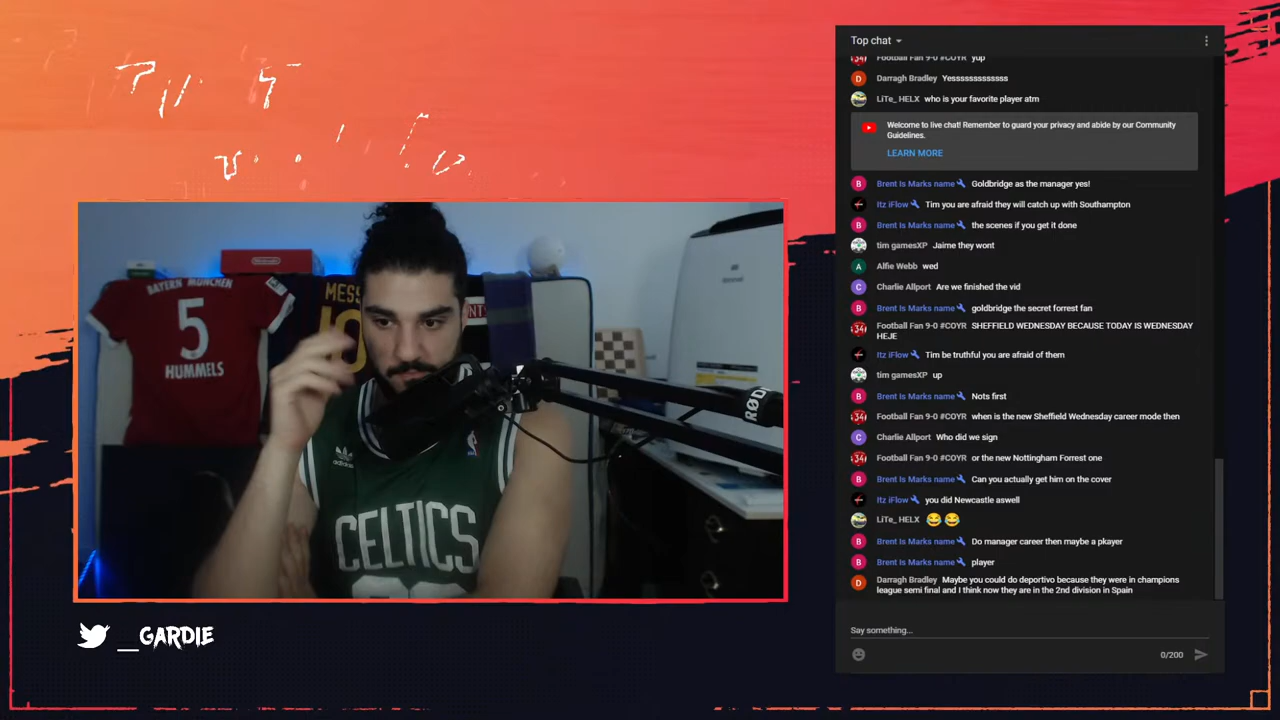 Top chat
Football Fan 9-0 #COYR yup
Darragh Bradley Yesssssssssssss
LiTe_ HELX who is your favorite player atm
Welcome to live chat! Remember to guard your privacy and abide by our Community
Guidelines.
LEARN MORE
Brent Is Marks name Goldbridge as the manager yes!
Itz iFlow Tim you are afraid they will catch up with Southampton
Brent Is Marks name the scenes if you get it done
tim gamesXP Jaime they wont
Alfie Webb wed
Charlie Allport Are we finished the vid
Brent Is Marks name goldbridge the secret forrest fan
Football Fan 9-0 #COYR SHEFFIELD WEDNESDAY BECAUSE TODAY IS WEDNESDAY
HEJE
Itz iFlow Tim be truthful you are afraid of them
tim gamesXP up
Brent Is Marks name Nots first
Football Fan 9-0 #COYR when is the new Sheffield Wednesday career mode then
Charlie Allport Who did we sign
Football Fan 9-0 #COYR or the new Nottingham Forrest one
Brent Is Marks name Can you actually get him on the cover
Itz iFlow you did Newcastle aswell
LiTe_ HELX 😂 😂
Brent Is Marks name Do manager career then maybe a pkayer
Brent Is Marks name player
Darragh Bradley Maybe you could do deportivo because they were in champions
league semi final and I think now they are in the 2nd division in Spain
Say something...
0/200
BAYERN MÜNCHEN
5
HUMMELS
Nintendo
MESS
10
adidas
CELTICS
RØDE
__GARDIE